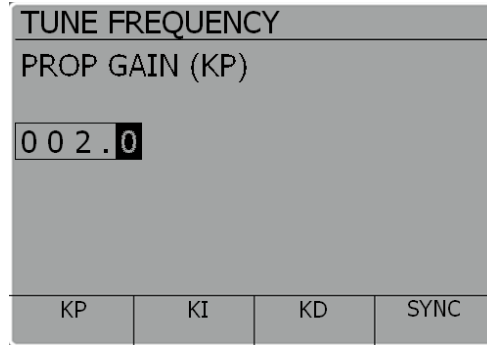 TUNE FREQUENCY
PROP GAIN (KP)
002.0
KP KI KD SYNC